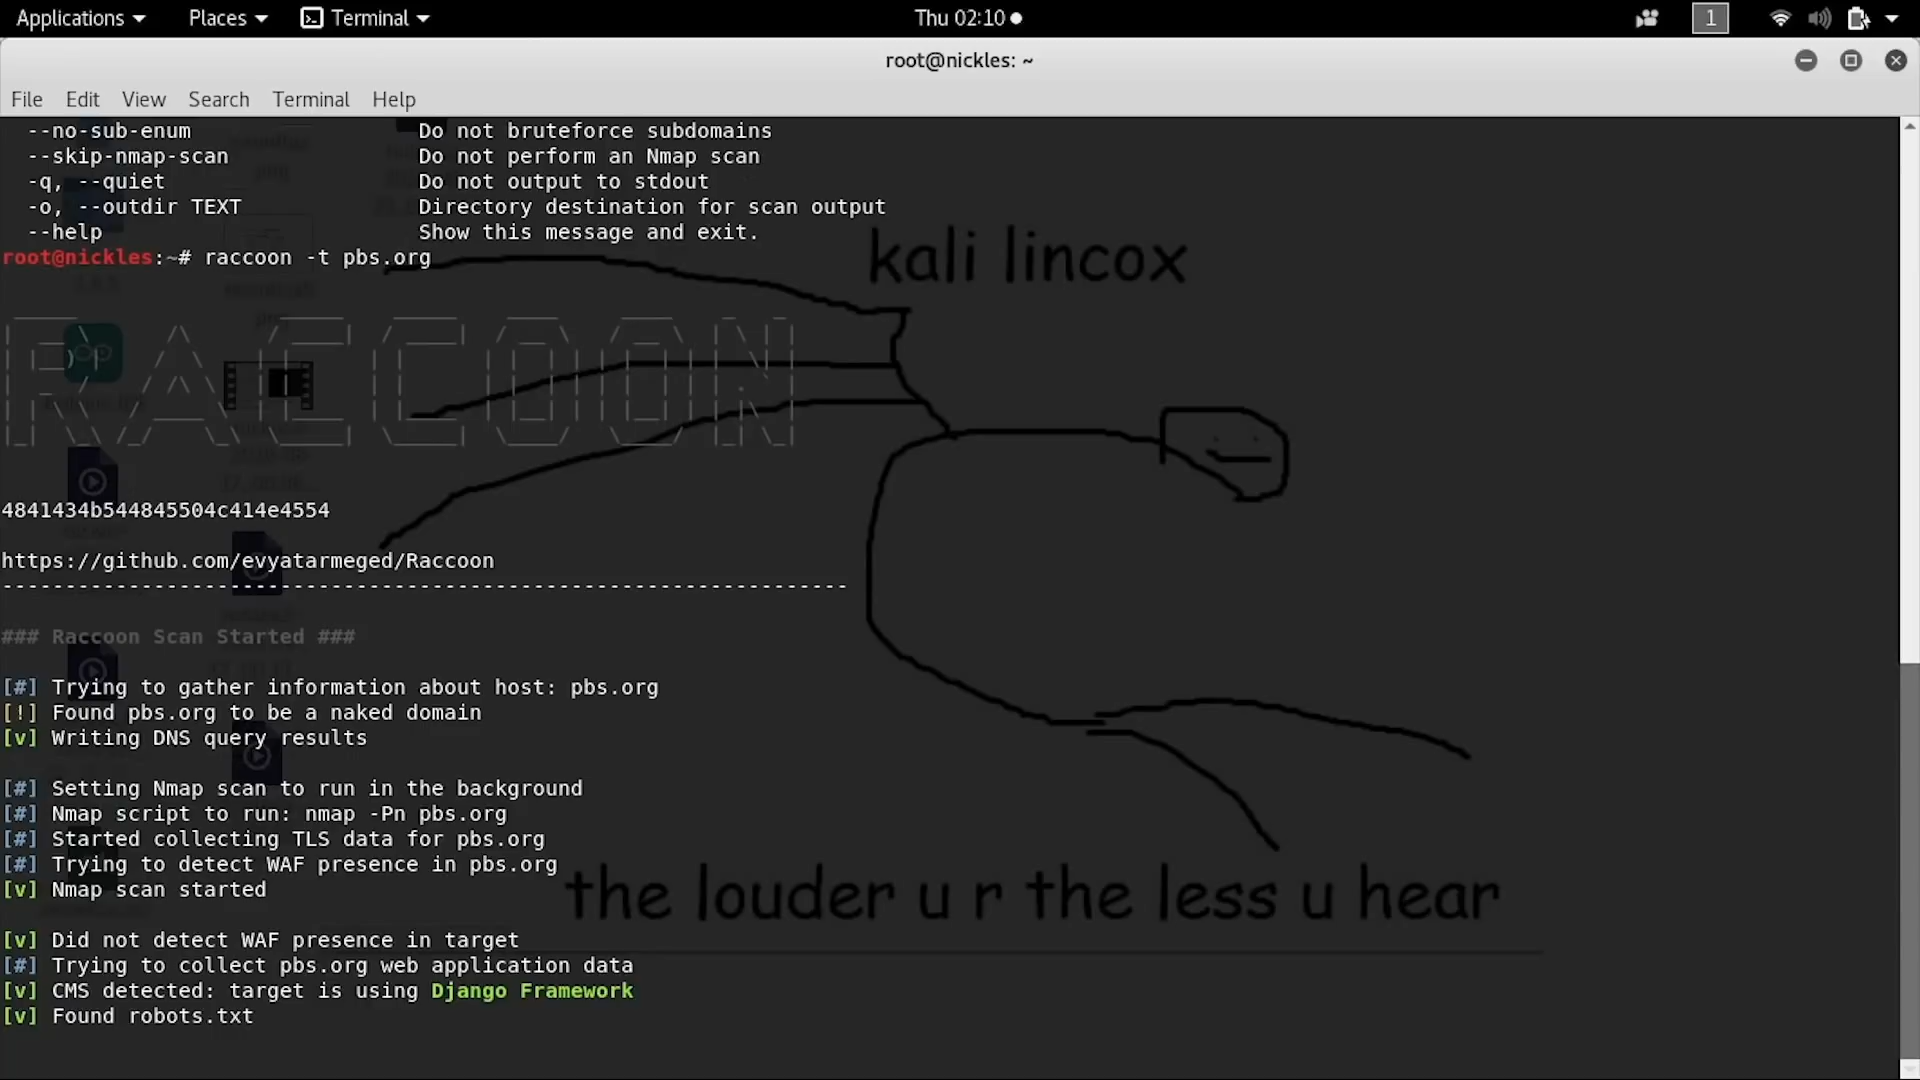 Applications Places Terminal Thu 02:10 1
root@nickles: ~
File Edit View Search Terminal Help
--no-sub-enum Do not bruteforce subdomains
--skip-nmap-scan Do not perform an Nmap scan
-q, --quiet Do not output to stdout
-o, --outdir TEXT Directory destination for scan output
--help Show this message and exit.
root@nickles:~# raccoon -t pbs.org
kali lincox
RACCOON
4841434b544845504c414e4554
https://github.com/evyatarmeged/Raccoon
-------------------------------------------------------------------
### Raccoon Scan Started ###
[#] Trying to gather information about host: pbs.org
[!] Found pbs.org to be a naked domain
[v] Writing DNS query results
[#] Setting Nmap scan to run in the background
[#] Nmap script to run: nmap -Pn pbs.org
[#] Started collecting TLS data for pbs.org
[#] Trying to detect WAF presence in pbs.org
[v] Nmap scan started
the louder u r the less u hear
[v] Did not detect WAF presence in target
[#] Trying to collect pbs.org web application data
[v] CMS detected: target is using Django Framework
[v] Found robots.txt